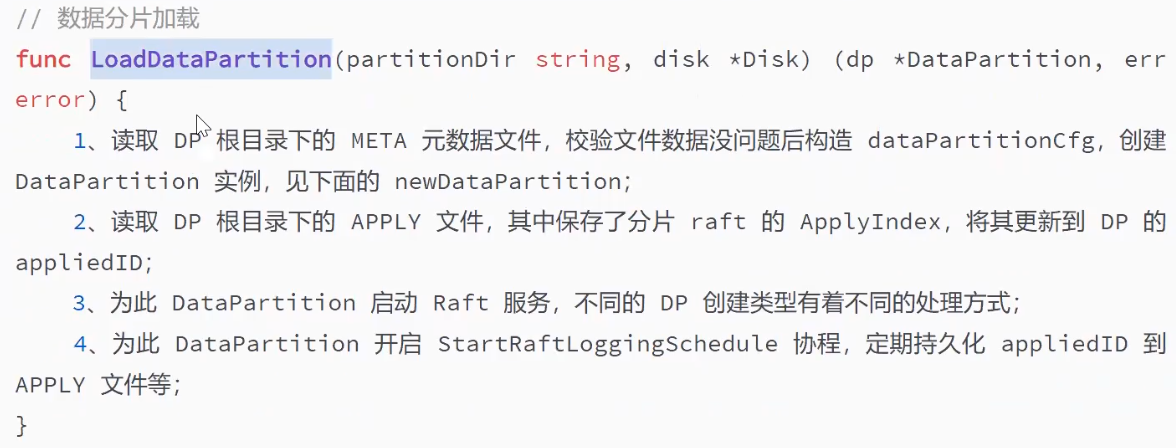 // 数据分片加载
func LoadDataPartition(partitionDir string, disk *Disk) (dp *DataPartition, err
error) {
1、读取 DP 根目录下的 META 元数据文件，校验文件数据没问题后构造 dataPartitionCfg，创建
DataPartition 实例，见下面的 newDataPartition；
2、读取 DP 根目录下的 APPLY 文件，其中保存了分片 raft 的 ApplyIndex，将其更新到 DP 的
appliedID；
3、为此 DataPartition 启动 Raft 服务，不同的 DP 创建类型有着不同的处理方式；
4、为此 DataPartition 开启 StartRaftLoggingSchedule 协程，定期持久化 appliedID 到
APPLY 文件等；
}